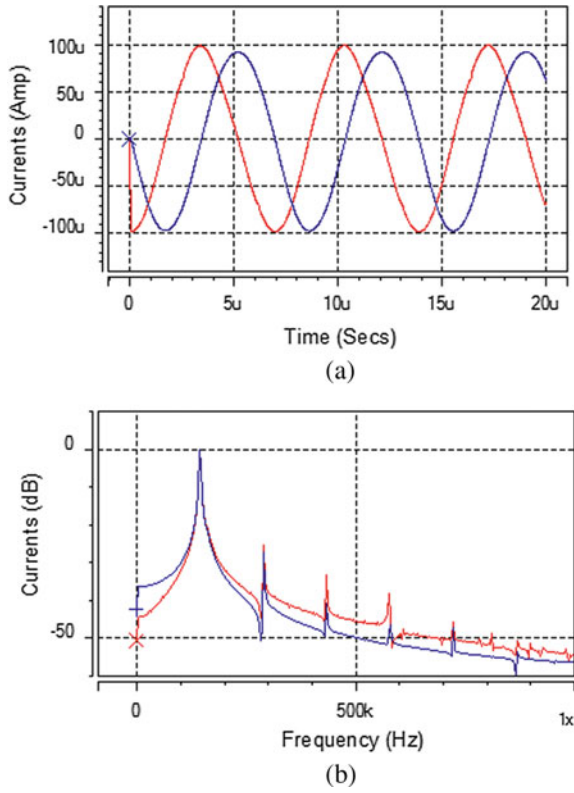 100u
50u
0
-50u
-100u
Currents (Amp)
0
5u
10u
15u
20u
Time (Secs)
(a)
0
-50
Currents (dB)
0
500k
1x
Frequency (Hz)
(b)